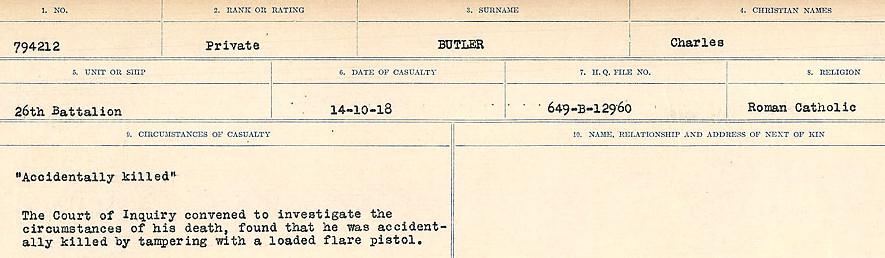 1. NO. 2. RANK OR RATING 3. SURNAME 4. CHRISTIAN NAMES
794212 Private BUTLER Charles
5. UNIT OR SHIP 6. DATE OF CASUALTY 7. H.Q. FILE NO. 8. RELIGION
26th Battalion 14-10-18 649-B-12960 Roman Catholic
9. CIRCUMSTANCES OF CASUALTY 10. NAME, RELATIONSHIP AND ADDRESS OF NEXT OF KIN
"Accidentally killed"
The Court of Inquiry convened to investigate the
circumstances of his death, found that he was accident-
ally killed by tampering with a loaded flare pistol.